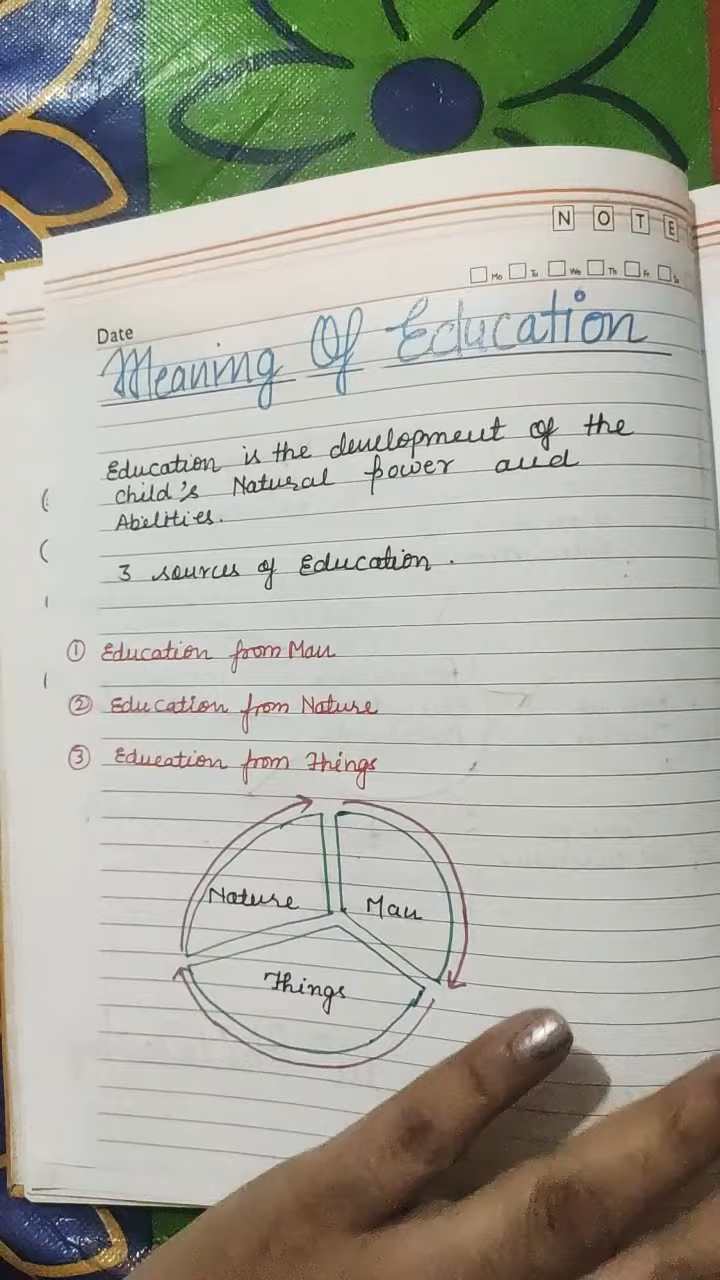 NOTE
Mo Tu We Th Fr Sa
Date
Meaning Of Education
Education is the development of the
child's Natural power and
Abilities.
3 sources of Education.
① Education from Man
② Education from Nature
③ Education from Things
Nature
Man
Things